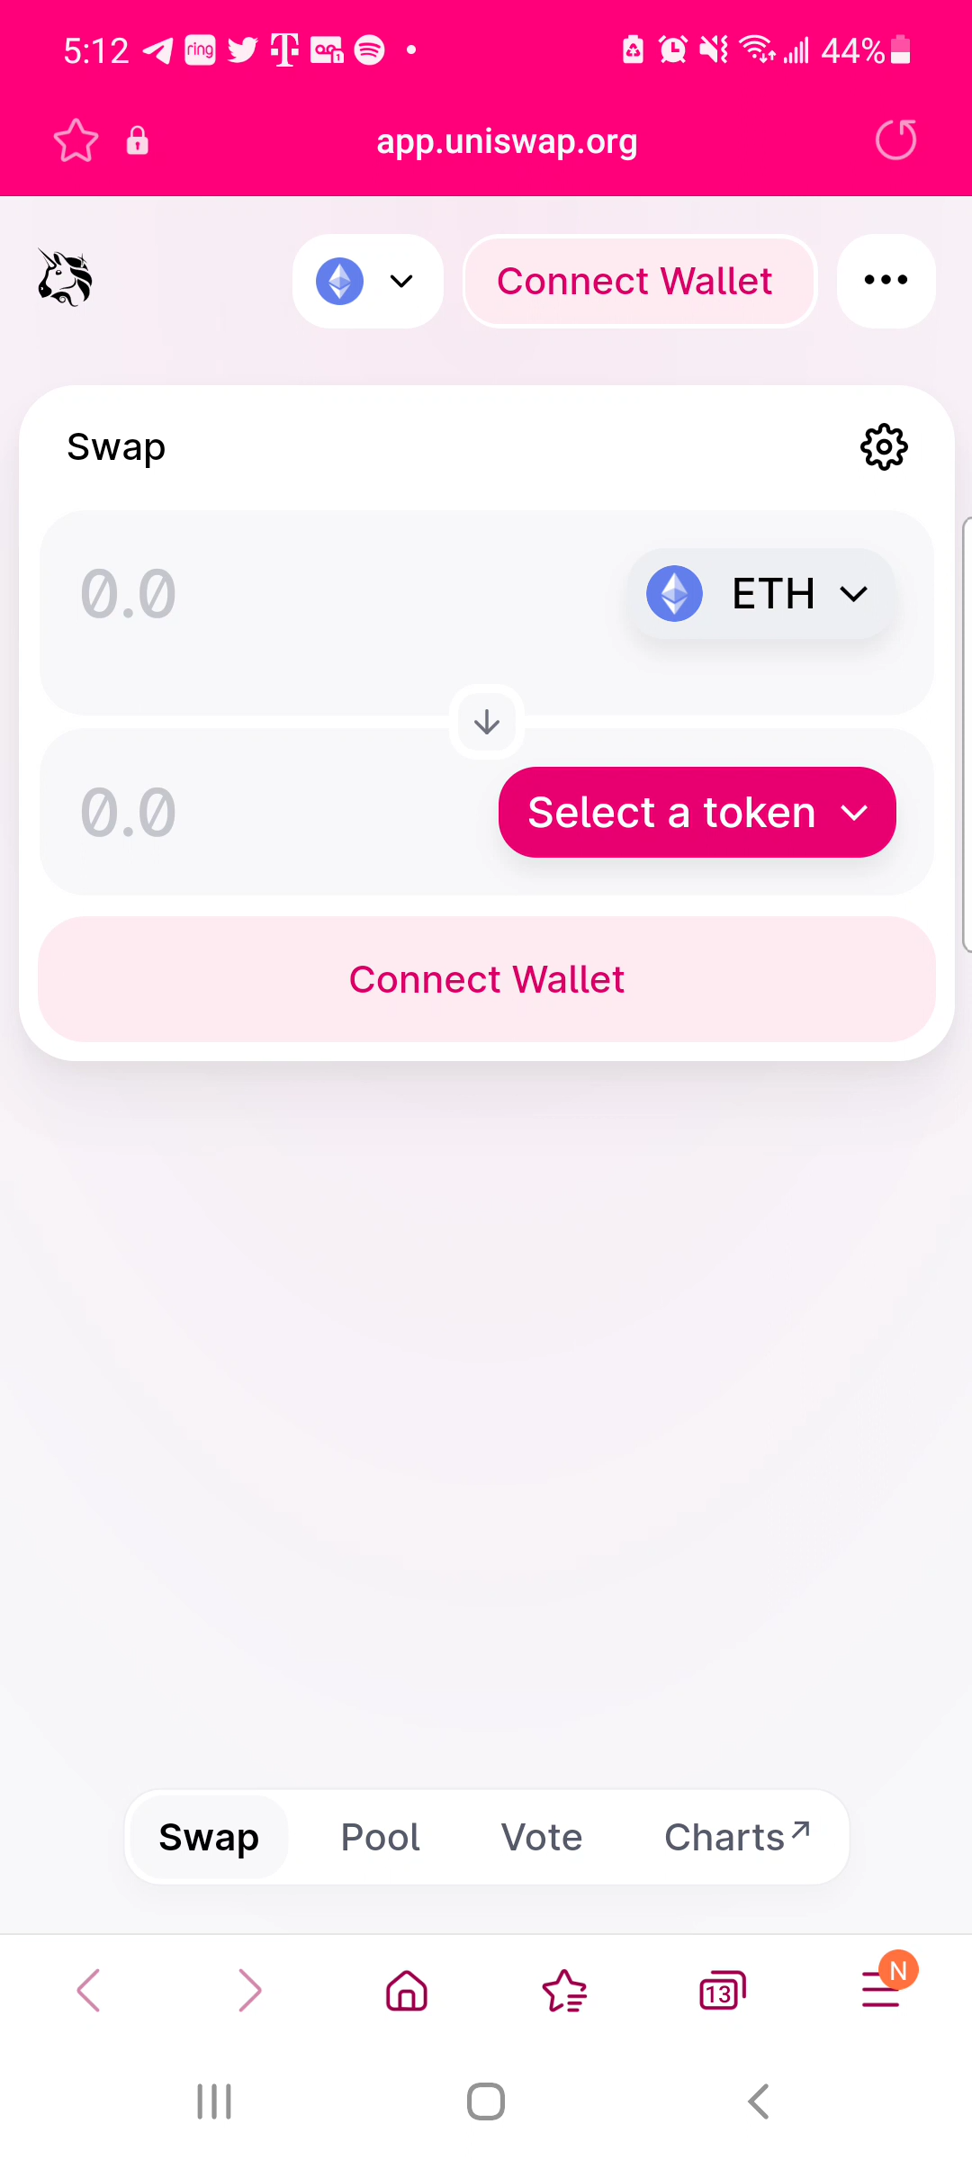 5:12 ring 44%
app.uniswap.org
Connect Wallet
Swap
0.0 ETH
0.0 Select a token
Connect Wallet
Swap Pool Vote Charts↗
13 N